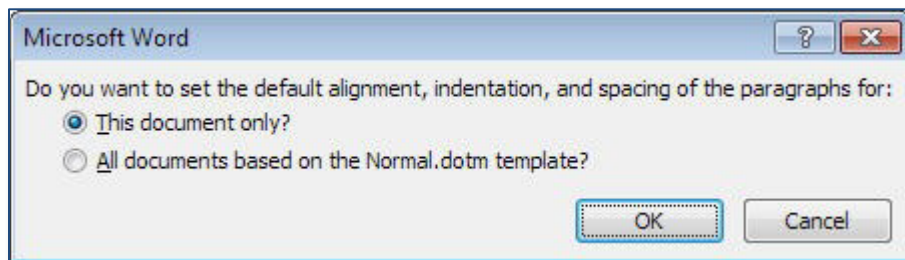 Microsoft Word
Do you want to set the default alignment, indentation, and spacing of the paragraphs for:
This document only?
All documents based on the Normal.dotm template?
OK Cancel